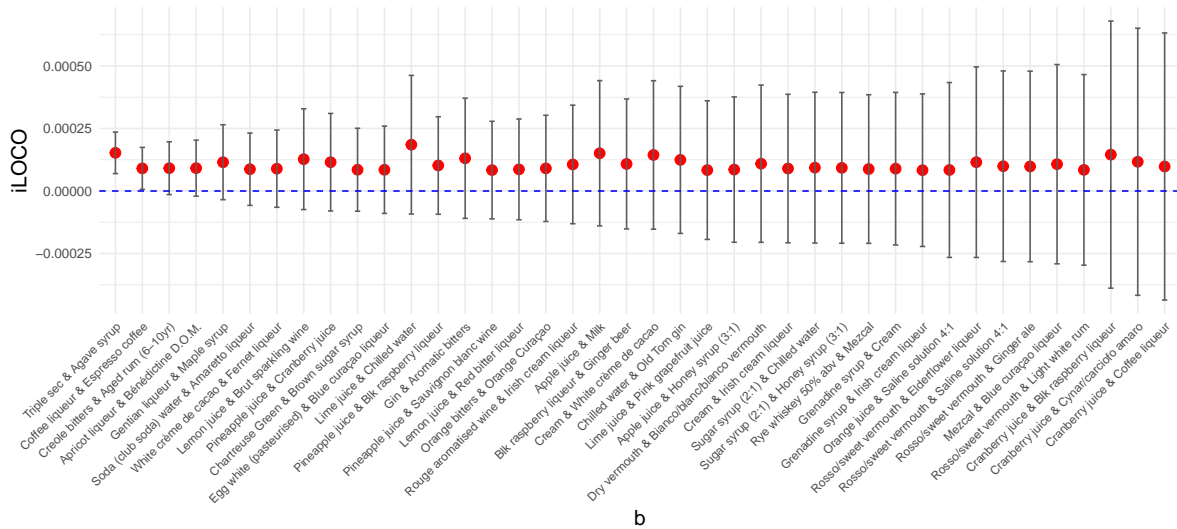 iLOCO
0.00050
0.00025
0.00000
−0.00025
Triple sec & Agave syrup
Coffee liqueur & Espresso coffee
Creole bitters & Aged rum (6–10yr)
Apricot liqueur & Bénédictine D.O.M.
Gentian liqueur & Maple syrup
Soda (club soda) water & Amaretto liqueur
White crème de cacao & Fernet liqueur
Lemon juice & Brut sparkling wine
Pineapple juice & Cranberry juice
Chartreuse Green & Brown sugar syrup
Egg white (pasteurised) & Blue curaçao liqueur
Lime juice & Chilled water
Pineapple juice & Blk raspberry liqueur
Gin & Aromatic bitters
Pineapple juice & Sauvignon blanc wine
Lemon juice & Red bitter liqueur
Orange bitters & Orange Curaçao
Rouge aromatised wine & Irish cream liqueur
Apple juice & Milk
Blk raspberry liqueur & Ginger beer
Cream & White crème de cacao
Chilled water & Old Tom gin
Lime juice & Pink grapefruit juice
Apple juice & Honey syrup (3:1)
Dry vermouth & Bianco/blanc/blanco vermouth
Cream & Irish cream liqueur
Sugar syrup (2:1) & Chilled water
Sugar syrup (2:1) & Honey syrup (3:1)
Rye whiskey 50% abv & Mezcal
Grenadine syrup & Cream
Grenadine syrup & Irish cream liqueur
Orange juice & Saline solution 4:1
Rosso/sweet vermouth & Elderflower liqueur
Rosso/sweet vermouth & Saline solution 4:1
Rosso/sweet vermouth & Ginger ale
Mezcal & Blue curaçao liqueur
Rosso/sweet vermouth & Light white rum
Cranberry juice & Blk raspberry liqueur
Cranberry juice & Cynar/carciofo amaro
Cranberry juice & Coffee liqueur
b